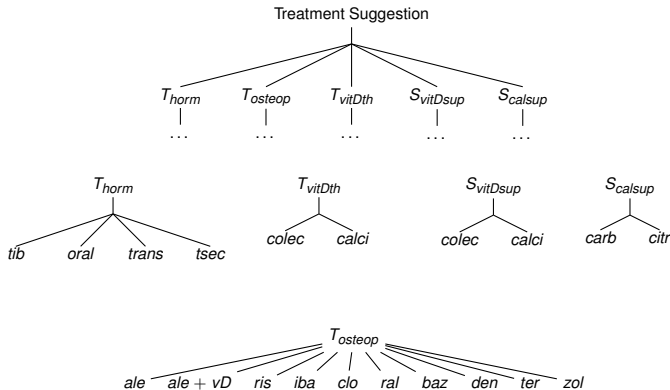 Treatment Suggestion
T_horm T_osteop T_vitDth S_vitDsup S_calsup
... ... ... ... ...
T_horm T_vitDth S_vitDsup S_calsup
tib oral trans tsec colec calci colec calci carb citr
T_osteop
ale ale + vD ris iba clo ral baz den ter zol